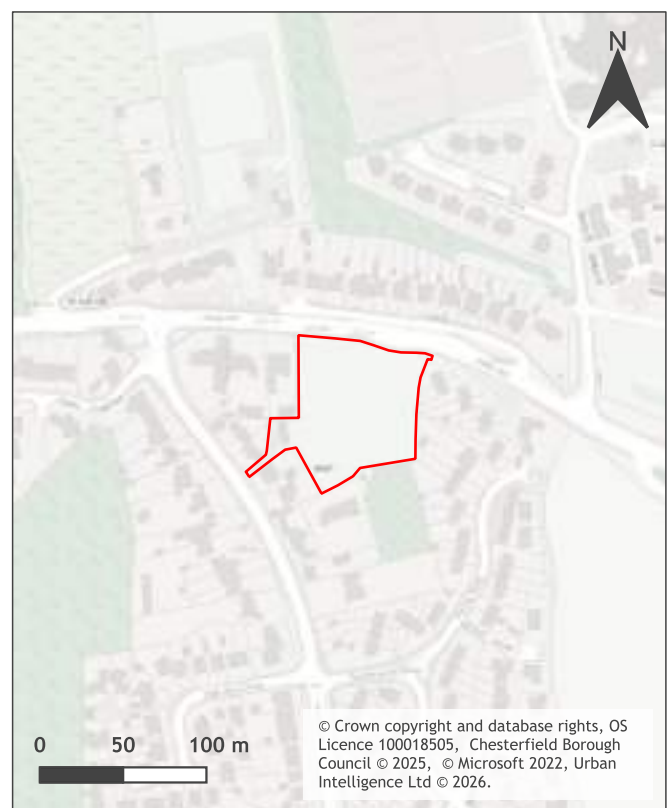 N
0 50 100 m
© Crown copyright and database rights, OS
Licence 100018505, Chesterfield Borough
Council © 2025, © Microsoft 2022, Urban
Intelligence Ltd © 2026.